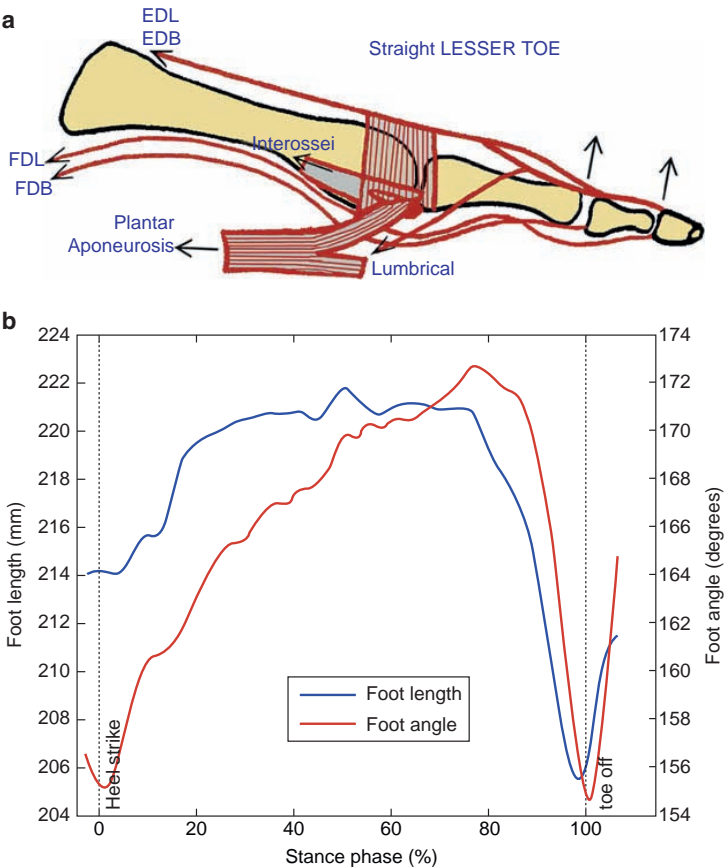 a
EDL
EDB
Straight LESSER TOE
Interossei
FDL
FDB
Plantar
Aponeurosis
Lumbrical
b
224
222
220
218
216
214
212
210
208
206
204
Foot length (mm)
174
172
170
168
166
164
162
160
158
156
154
Foot angle (degrees)
Heel strike
toe off
Foot length
Foot angle
0 20 40 60 80 100
Stance phase (%)